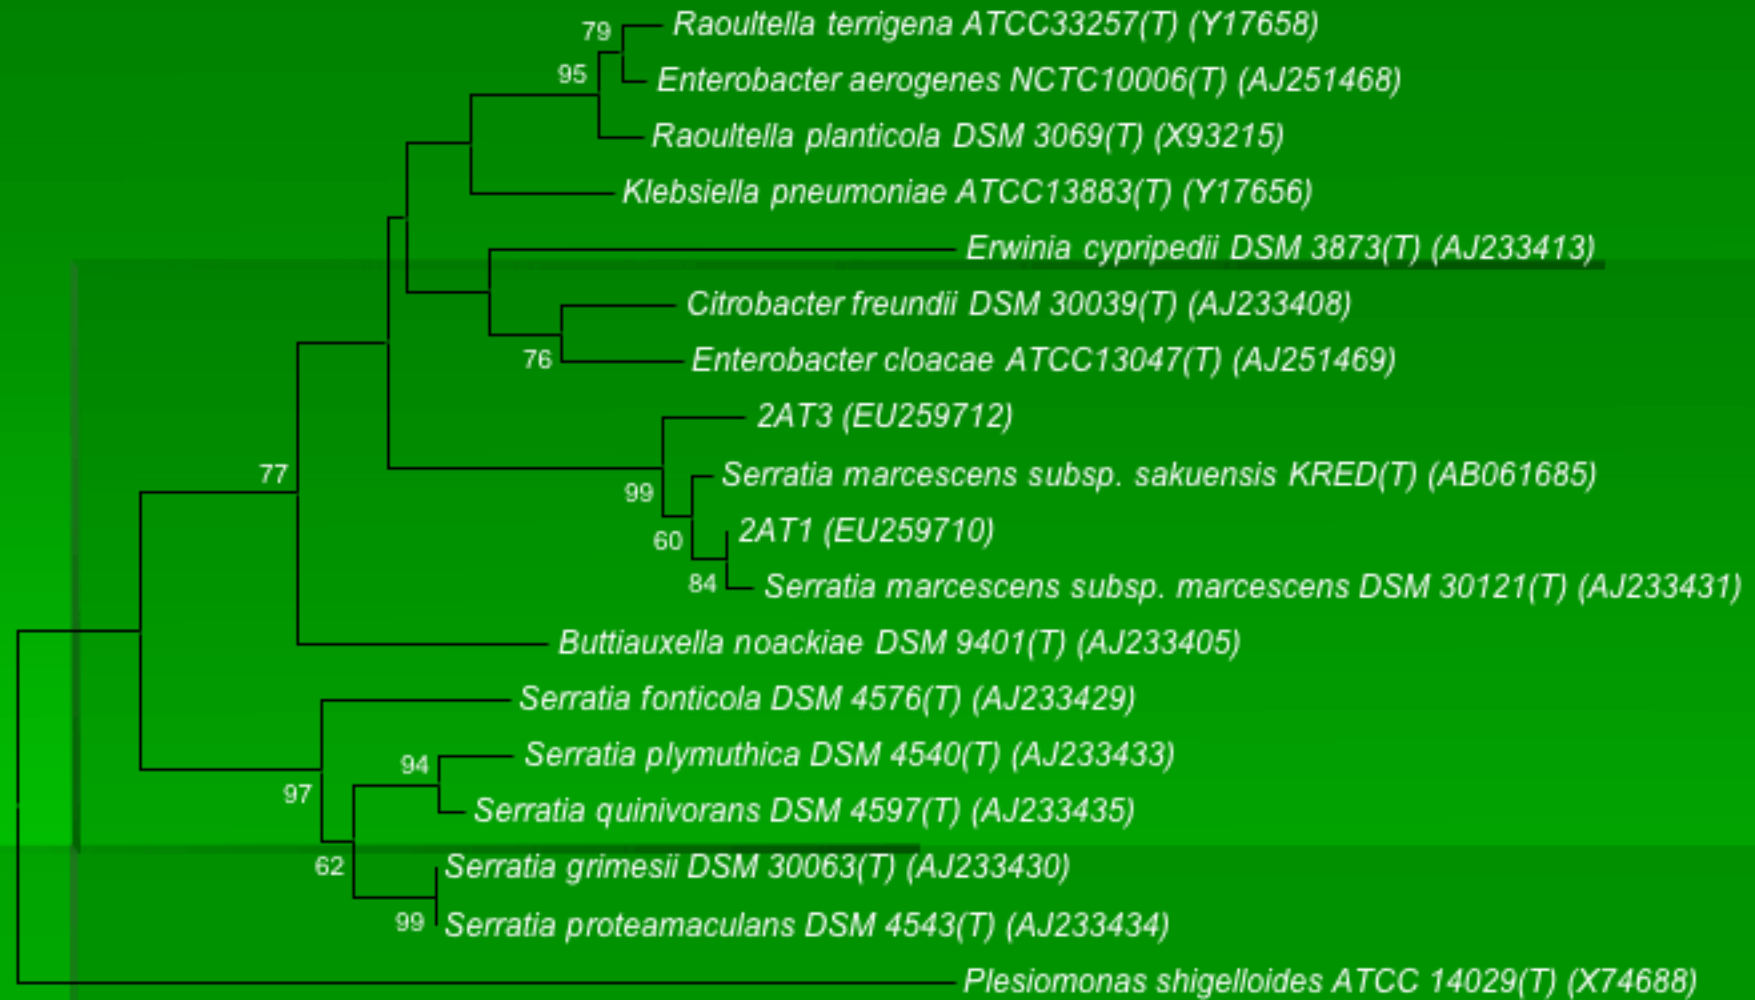 79
Raoultella terrigena ATCC33257(T) (Y17658)
95
Enterobacter aerogenes NCTC10006(T) (AJ251468)
Raoultella planticola DSM 3069(T) (X93215)
Klebsiella pneumoniae ATCC13883(T) (Y17656)
Erwinia cypripedii DSM 3873(T) (AJ233413)
Citrobacter freundii DSM 30039(T) (AJ233408)
76
Enterobacter cloacae ATCC13047(T) (AJ251469)
2AT3 (EU259712)
77
Serratia marcescens subsp. sakuensis KRED(T) (AB061685)
99
2AT1 (EU259710)
60
84
Serratia marcescens subsp. marcescens DSM 30121(T) (AJ233431)
Buttiauxella noackiae DSM 9401(T) (AJ233405)
Serratia fonticola DSM 4576(T) (AJ233429)
94
Serratia plymuthica DSM 4540(T) (AJ233433)
97
Serratia quinivorans DSM 4597(T) (AJ233435)
62
Serratia grimesii DSM 30063(T) (AJ233430)
99
Serratia proteamaculans DSM 4543(T) (AJ233434)
Plesiomonas shigelloides ATCC 14029(T) (X74688)